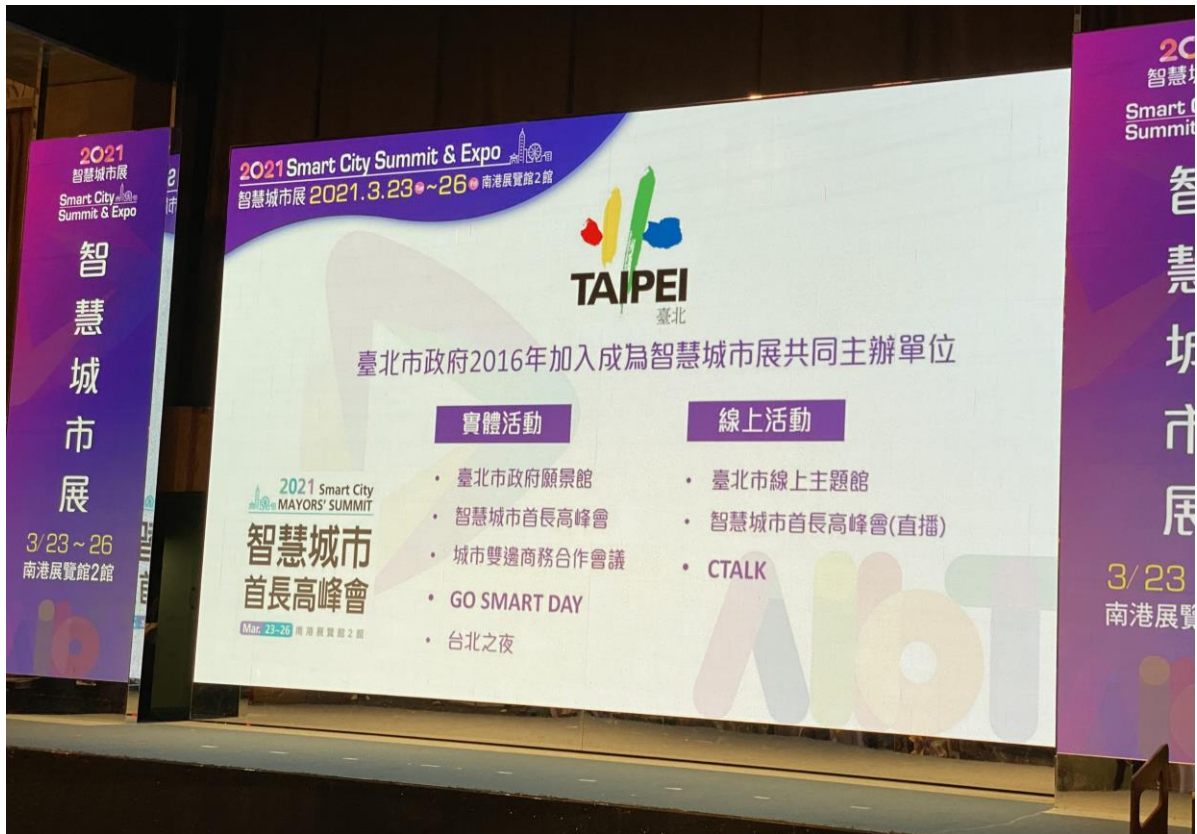 2021
智慧城市展
Smart City
Summit & Expo
智慧城市展
3/23~26
南港展覽館2館
2021 Smart City Summit & Expo
智慧城市展 2021.3.23~26 南港展覽館2館
TAIPEI
臺北
臺北市政府2016年加入成為智慧城市展共同主辦單位
實體活動
• 臺北市政府願景館
• 智慧城市首長高峰會
• 城市雙邊商務合作會議
• GO SMART DAY
• 台北之夜
線上活動
• 臺北市線上主題館
• 智慧城市首長高峰會(直播)
• CTALK
2021 Smart City
MAYORS' SUMMIT
智慧城市
首長高峰會
Mar. 23~26 南港展覽館2館
AIoT
智慧城市展
3/23
南港展覽